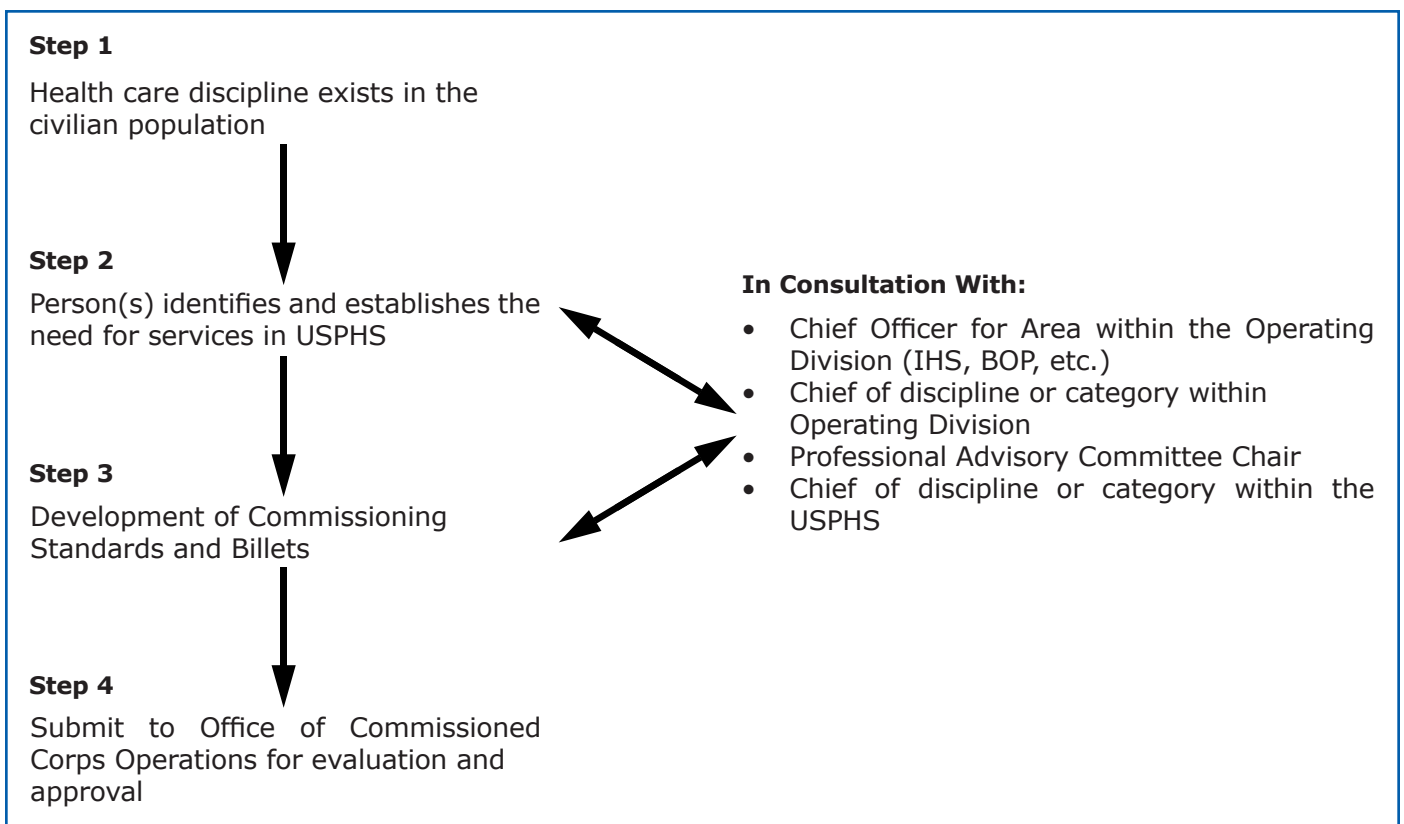 Step 1
Health care discipline exists in the
civilian population
Step 2
Person(s) identifies and establishes the
need for services in USPHS
Step 3
Development of Commissioning
Standards and Billets
Step 4
Submit to Office of Commissioned
Corps Operations for evaluation and
approval
In Consultation With:
• Chief Officer for Area within the Operating
Division (IHS, BOP, etc.)
• Chief of discipline or category within
Operating Division
• Professional Advisory Committee Chair
• Chief of discipline or category within the
USPHS